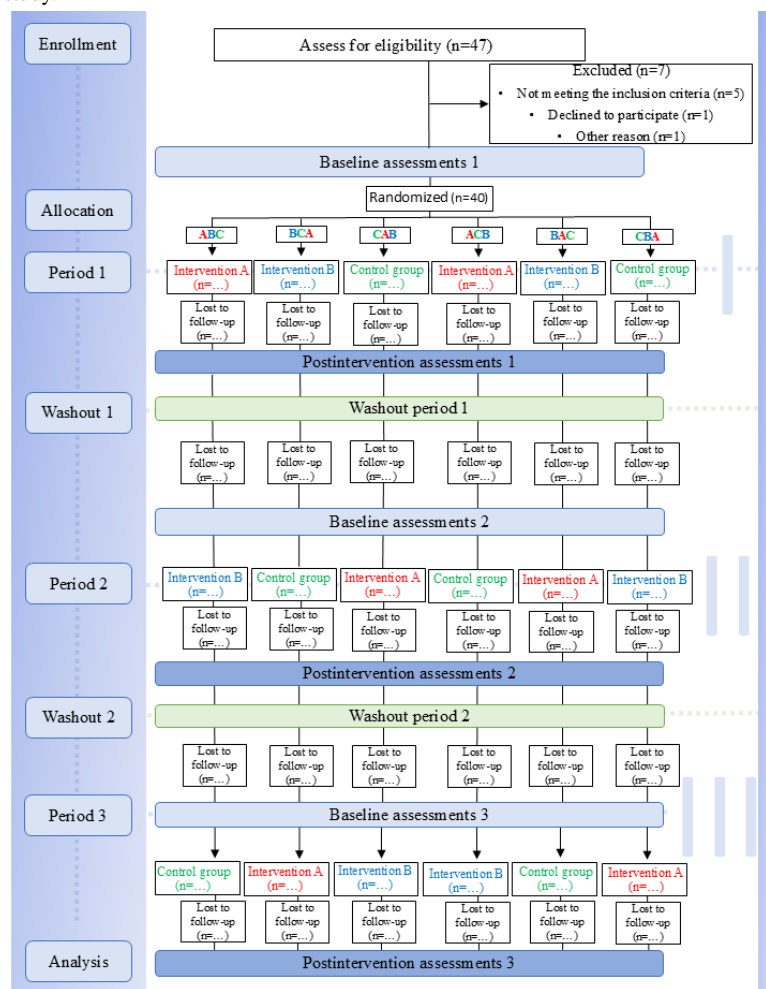 study.
Enrollment
Assess for eligibility (n=47)
Excluded (n=7)
• Not meeting the inclusion criteria (n=5)
• Declined to participate (n=1)
• Other reason (n=1)
Baseline assessments 1
Randomized (n=40)
Allocation
ABC
BCA
CAB
ACB
BAC
CBA
Period 1
Intervention A
(n=...)
Intervention B
(n=...)
Control group
(n=...)
Intervention A
(n=...)
Intervention B
(n=...)
Control group
(n=...)
Lost to
follow-up
(n=...)
Lost to
follow-up
(n=...)
Lost to
follow-up
(n=...)
Lost to
follow-up
(n=...)
Lost to
follow-up
(n=...)
Lost to
follow-up
(n=...)
Postintervention assessments 1
Washout 1
Washout period 1
Lost to
follow-up
(n=...)
Lost to
follow-up
(n=...)
Lost to
follow-up
(n=...)
Lost to
follow-up
(n=...)
Lost to
follow-up
(n=...)
Lost to
follow-up
(n=...)
Baseline assessments 2
Period 2
Intervention B
(n=...)
Control group
(n=...)
Intervention A
(n=...)
Control group
(n=...)
Intervention A
(n=...)
Intervention B
(n=...)
Lost to
follow-up
(n=...)
Lost to
follow-up
(n=...)
Lost to
follow-up
(n=...)
Lost to
follow-up
(n=...)
Lost to
follow-up
(n=...)
Lost to
follow-up
(n=...)
Postintervention assessments 2
Washout 2
Washout period 2
Lost to
follow-up
(n=...)
Lost to
follow-up
(n=...)
Lost to
follow-up
(n=...)
Lost to
follow-up
(n=...)
Lost to
follow-up
(n=...)
Lost to
follow-up
(n=...)
Period 3
Baseline assessments 3
Control group
(n=...)
Intervention A
(n=...)
Intervention B
(n=...)
Intervention B
(n=...)
Control group
(n=...)
Intervention A
(n=...)
Lost to
follow-up
(n=...)
Lost to
follow-up
(n=...)
Lost to
follow-up
(n=...)
Lost to
follow-up
(n=...)
Lost to
follow-up
(n=...)
Lost to
follow-up
(n=...)
Analysis
Postintervention assessments 3